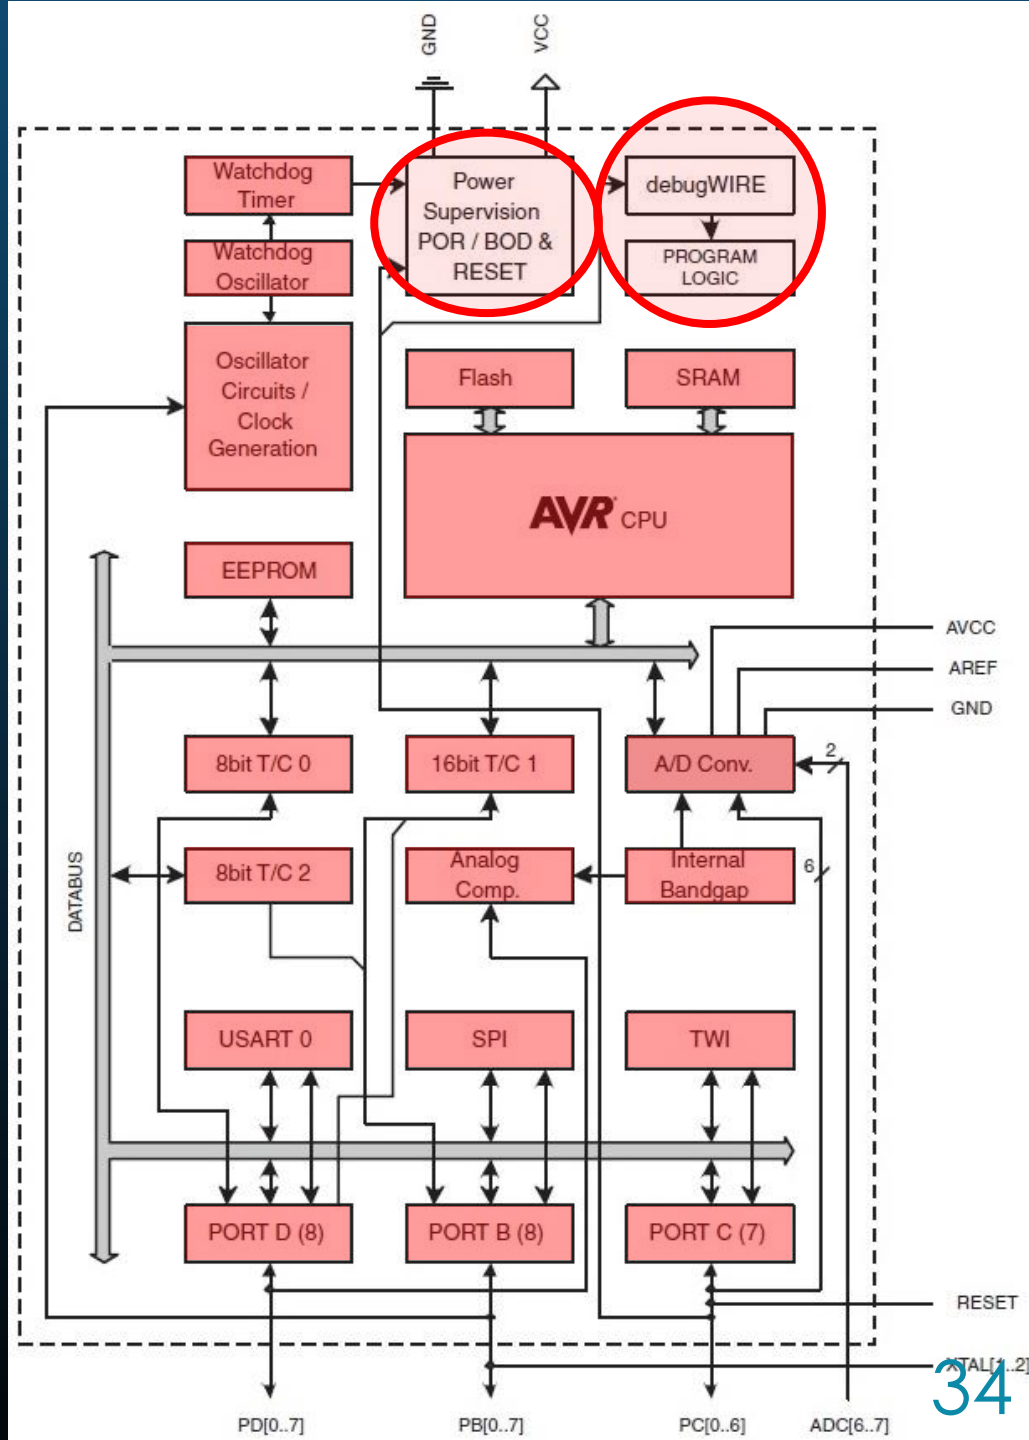 GND
VCC
Watchdog
Timer
Power
Supervision
POR / BOD &
RESET
debugWIRE
Watchdog
Oscillator
PROGRAM
LOGIC
Oscillator
Circuits /
Clock
Generation
Flash
SRAM
AVR CPU
EEPROM
AVCC
AREF
GND
8bit T/C 0
16bit T/C 1
A/D Conv.
2
DATABUS
8bit T/C 2
Analog
Comp.
Internal
Bandgap
6
USART 0
SPI
TWI
PORT D (8)
PORT B (8)
PORT C (7)
RESET
XTAL[1..2]
34
PD[0..7]
PB[0..7]
PC[0..6]
ADC[6..7]